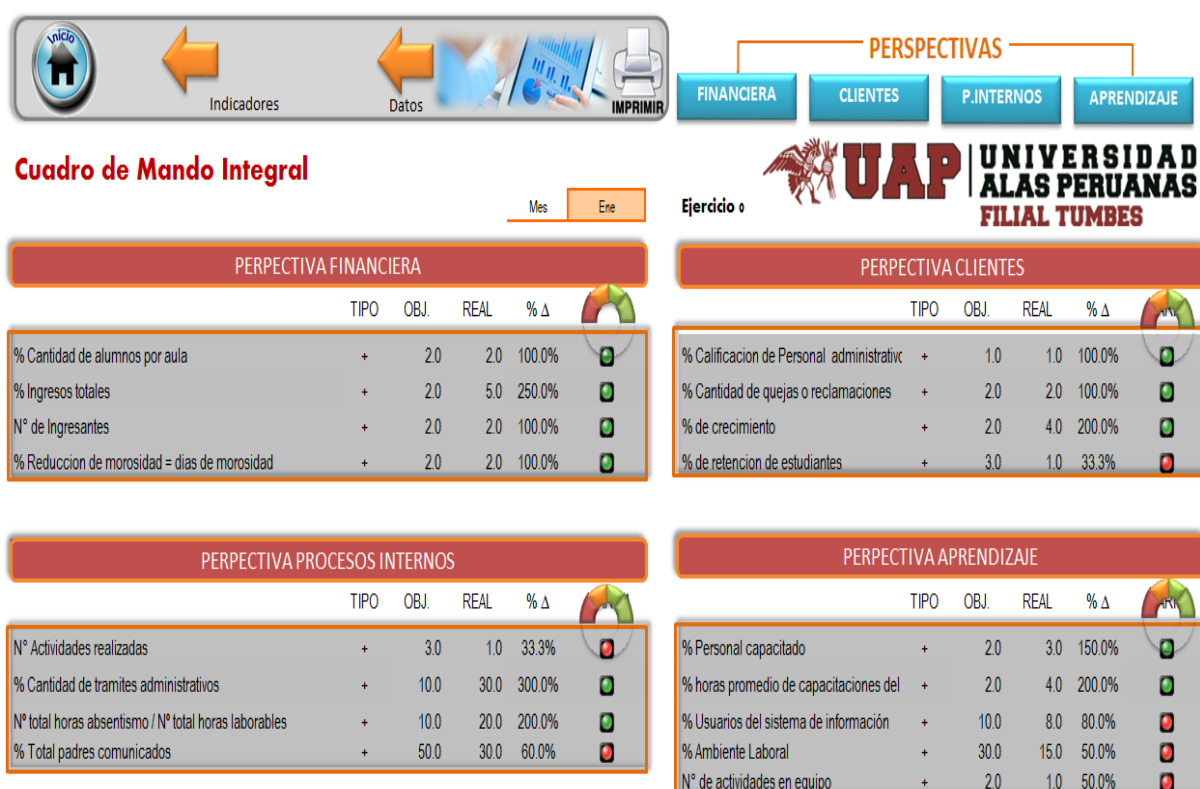 Inicio
Indicadores
Datos
IMPRIMIR
PERSPECTIVAS
FINANCIERA
CLIENTES
P.INTERNOS
APRENDIZAJE
Cuadro de Mando Integral
Mes Ene
Ejercicio 0
UAP UNIVERSIDAD
ALAS PERUANAS
FILIAL TUMBES
PERPECTIVA FINANCIERA
TIPO OBJ. REAL % Δ
% Cantidad de alumnos por aula + 2.0 2.0 100.0%
% Ingresos totales + 2.0 5.0 250.0%
N° de Ingresantes + 2.0 2.0 100.0%
% Reduccion de morosidad = dias de morosidad + 2.0 2.0 100.0%
PERPECTIVA CLIENTES
TIPO OBJ. REAL % Δ
% Calificacion de Personal administrativo + 1.0 1.0 100.0%
% Cantidad de quejas o reclamaciones + 2.0 2.0 100.0%
% de crecimiento + 2.0 4.0 200.0%
% de retencion de estudiantes + 3.0 1.0 33.3%
PERPECTIVA PROCESOS INTERNOS
TIPO OBJ. REAL % Δ
N° Actividades realizadas + 3.0 1.0 33.3%
% Cantidad de tramites administrativos + 10.0 30.0 300.0%
Nº total horas absentismo / Nº total horas laborables + 10.0 20.0 200.0%
% Total padres comunicados + 50.0 30.0 60.0%
PERPECTIVA APRENDIZAJE
TIPO OBJ. REAL % Δ
% Personal capacitado + 2.0 3.0 150.0%
% horas promedio de capacitaciones del + 2.0 4.0 200.0%
% Usuarios del sistema de información + 10.0 8.0 80.0%
% Ambiente Laboral + 30.0 15.0 50.0%
N° de actividades en equipo + 2.0 1.0 50.0%